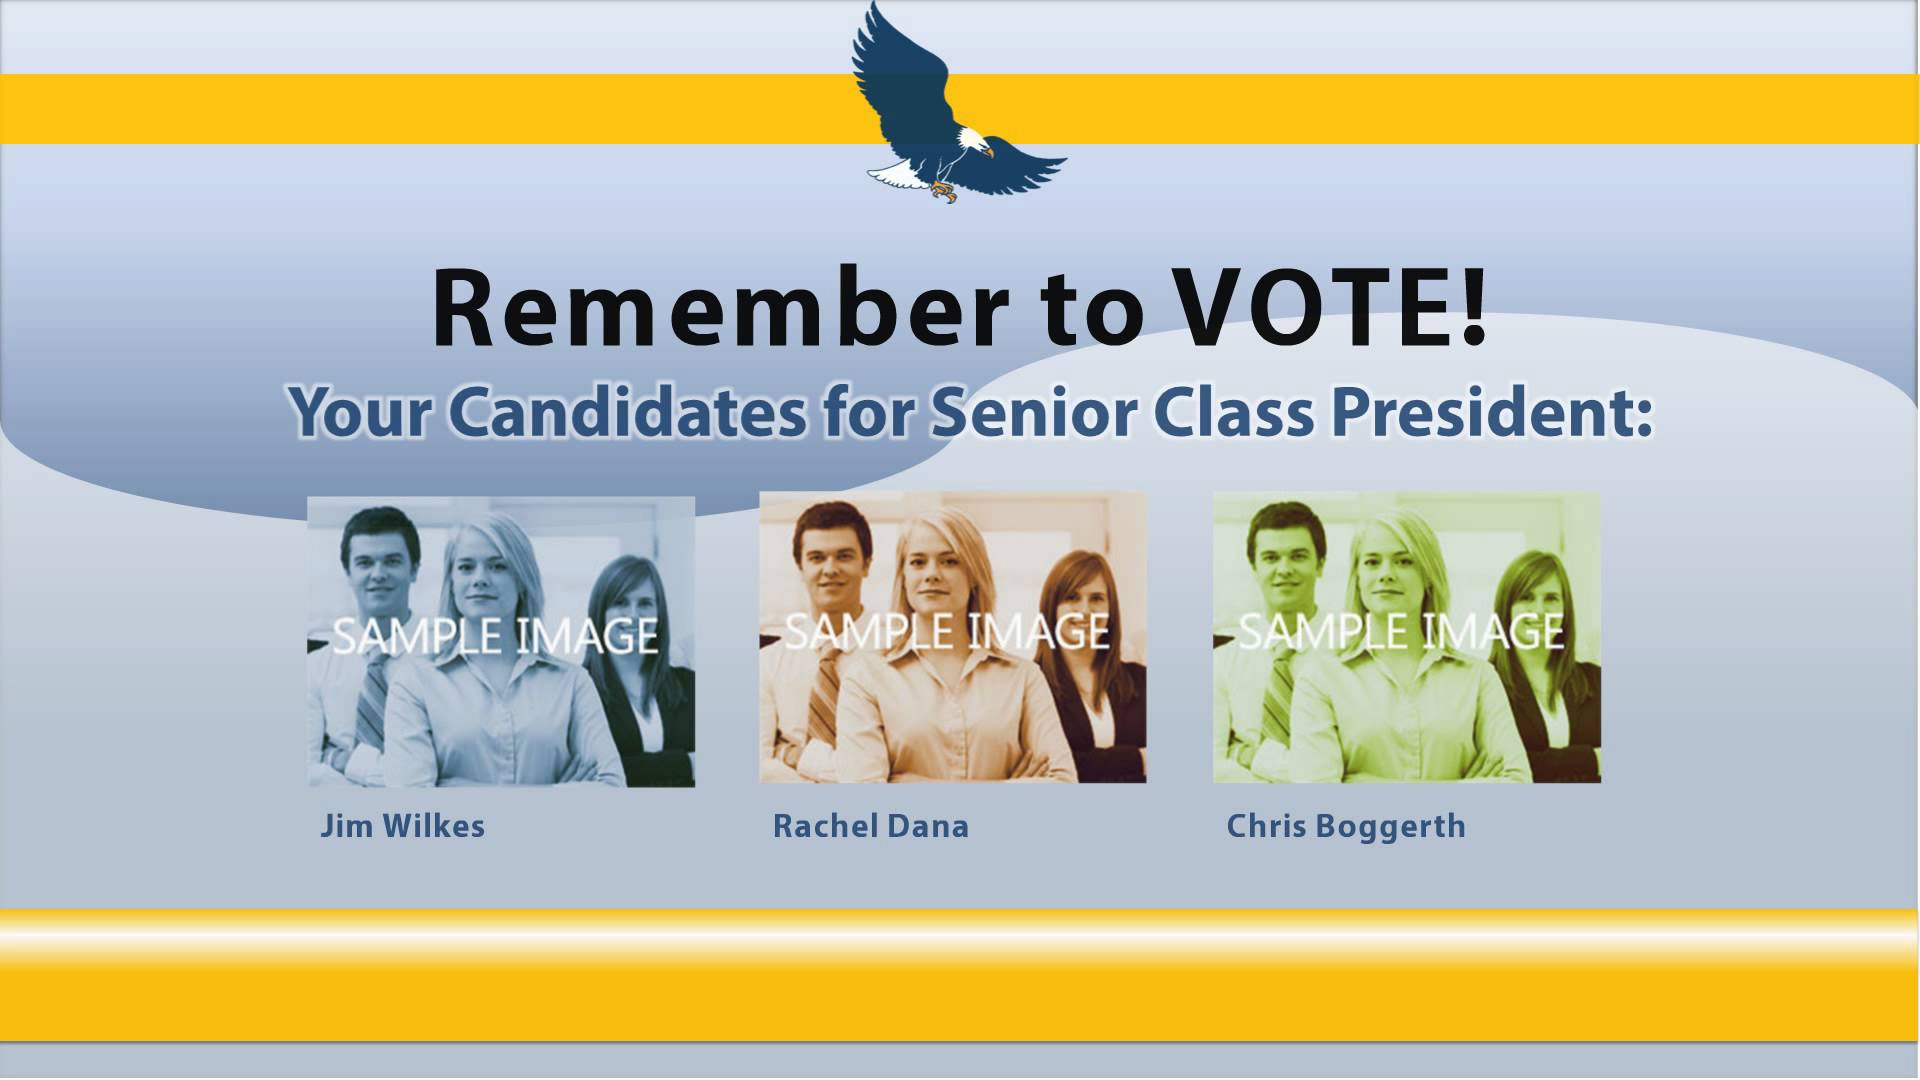 Remember to VOTE!
Your Candidates for Senior Class President:
SAMPLE IMAGE
SAMPLE IMAGE
SAMPLE IMAGE
Jim Wilkes
Rachel Dana
Chris Boggerth